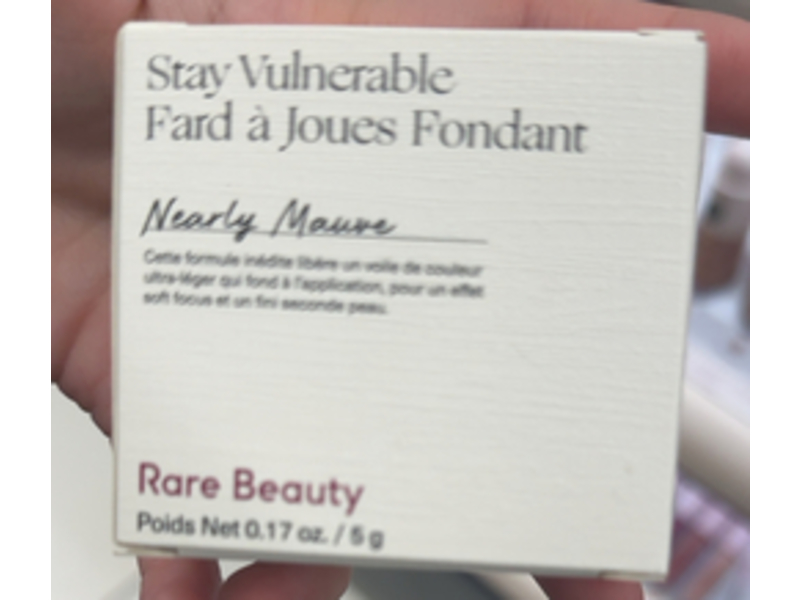 Stay Vulnerable
Fard à Joues Fondant
Nearly Mauve
Cette formule inédite libère un voile de couleur
ultra-léger qui fond à l'application, pour un effet
soft focus et un fini seconde peau.
Rare Beauty
Poids Net 0.17 oz. / 5 g